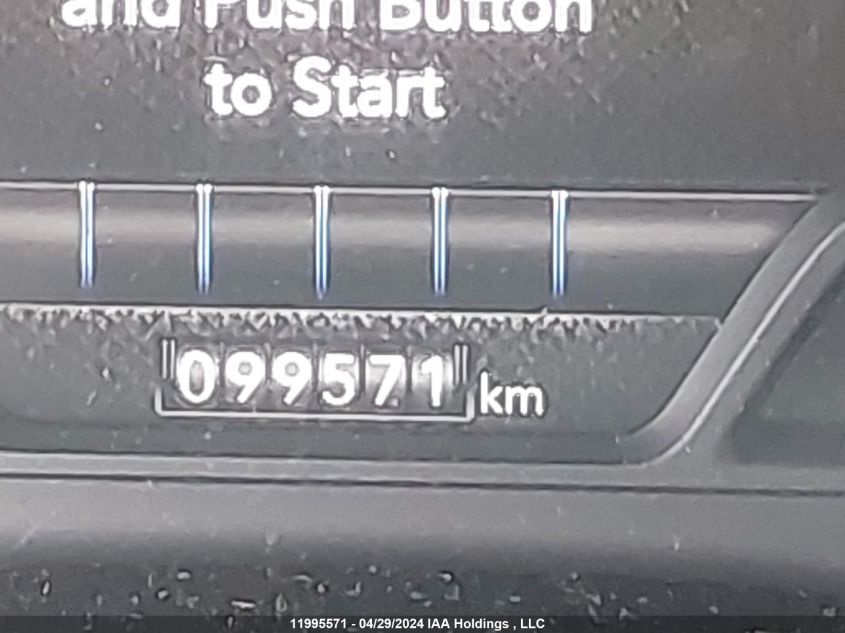 and Push Button
to Start
099571 km
11995571 - 04/29/2024 IAA Holdings , LLC